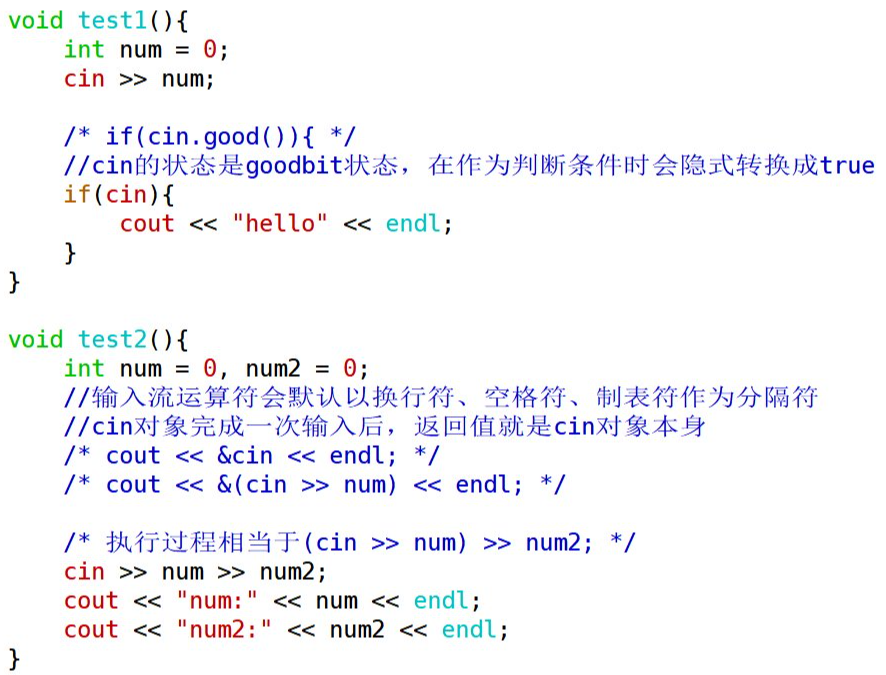 void test1(){
    int num = 0;
    cin >> num;

    /* if(cin.good()){ */
    //cin的状态是goodbit状态，在作为判断条件时会隐式转换成true
    if(cin){
        cout << "hello" << endl;
    }
}

void test2(){
    int num = 0, num2 = 0;
    //输入流运算符会默认以换行符、空格符、制表符作为分隔符
    //cin对象完成一次输入后，返回值就是cin对象本身
    /* cout << &cin << endl; */
    /* cout << &(cin >> num) << endl; */

    /* 执行过程相当于(cin >> num) >> num2; */
    cin >> num >> num2;
    cout << "num:" << num << endl;
    cout << "num2:" << num2 << endl;
}